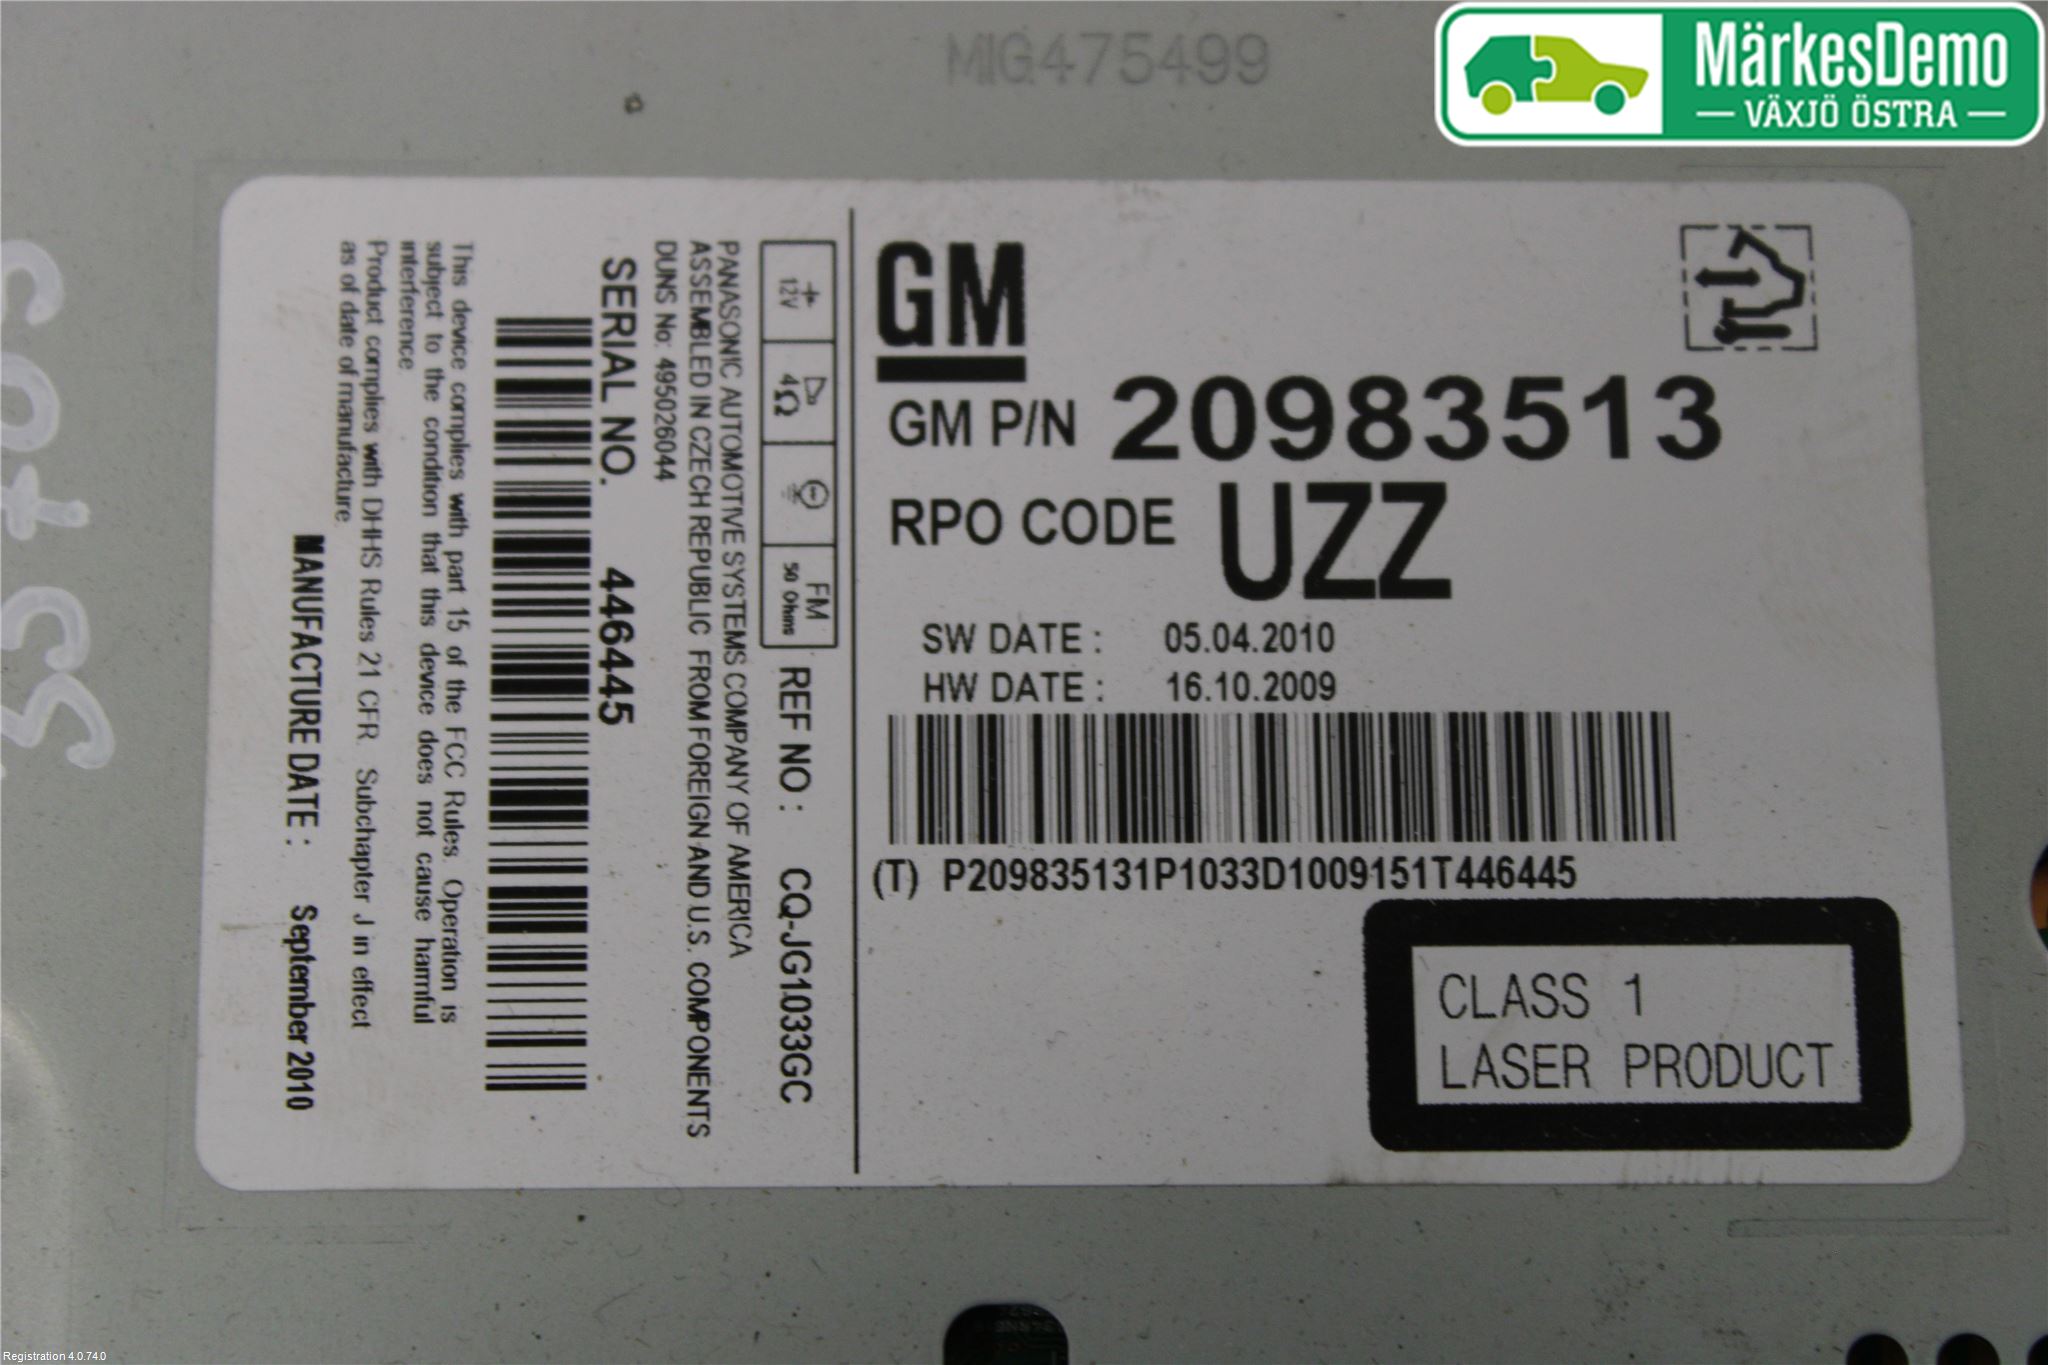 MIG475499
MärkesDemo
VÄXJÖ ÖSTRA
GM
GM P/N 20983513
RPO CODE UZZ
SW DATE : 05.04.2010
HW DATE : 16.10.2009
(T) P209835131P1033D1009151T446445
CLASS 1
LASER PRODUCT
12V
4Ω
FM
50 Ohms
REF NO : CQ-JG1033GC
PANASONIC AUTOMOTIVE SYSTEMS COMPANY OF AMERICA
ASSEMBLED IN CZECH REPUBLIC FROM FOREIGN AND U.S. COMPONENTS
DUNS No: 495026044
SERIAL NO. 446445
This device complies with part 15 of the FCC Rules. Operation is
subject to the condition that this device does not cause harmful
interference.
Product complies with DHHS Rules 21 CFR. Subchapter J in effect
as of date of manufacture.
MANUFACTURE DATE : September 2010
Registration 4.0.74.0